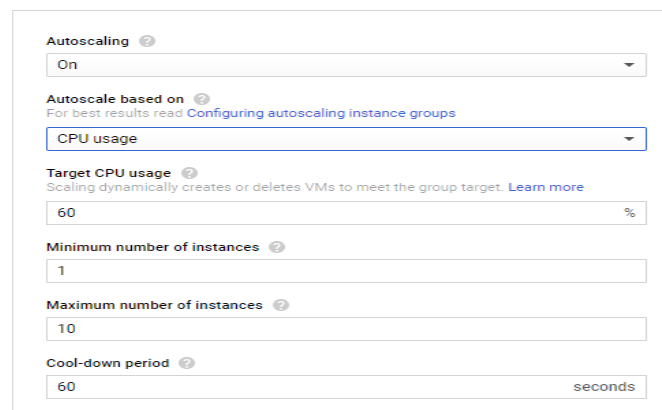 Autoscaling ?
On
Autoscale based on ?
For best results read Configuring autoscaling instance groups
CPU usage
Target CPU usage ?
Scaling dynamically creates or deletes VMs to meet the group target. Learn more
60 %
Minimum number of instances ?
1
Maximum number of instances ?
10
Cool-down period ?
60 seconds